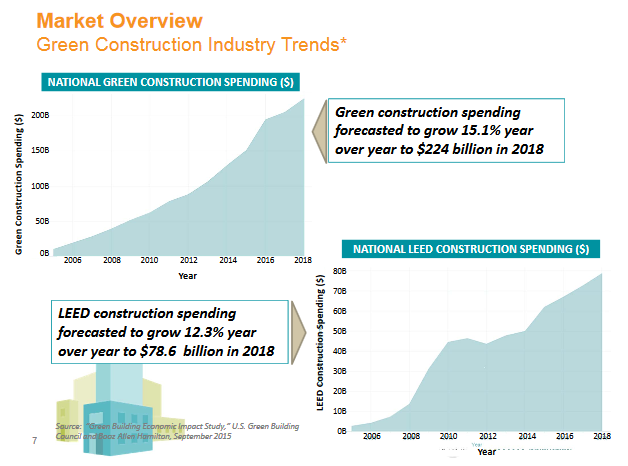 Market Overview
Green Construction Industry Trends*
NATIONAL GREEN CONSTRUCTION SPENDING ($)
Green Construction Spending ($)
200B
150B
100B
50B
0B
2006 2008 2010 2012 2014 2016 2018
Year
Green construction spending
forecasted to grow 15.1% year
over year to $224 billion in 2018
NATIONAL LEED CONSTRUCTION SPENDING ($)
LEED Construction Spending ($)
80B
70B
60B
50B
40B
30B
20B
10B
0B
2006 2008 2010 2012 2014 2016 2018
Year
Year
LEED construction spending
forecasted to grow 12.3% year
over year to $78.6 billion in 2018
Source: "Green Building Economic Impact Study," U.S. Green Building
Council and Booz Allen Hamilton, September 2015
7